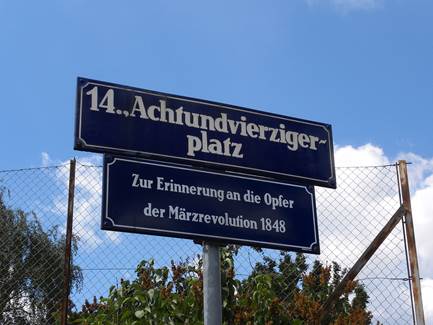 14., Achtundvierziger-
platz
Zur Erinnerung an die Opfer
der Märzrevolution 1848